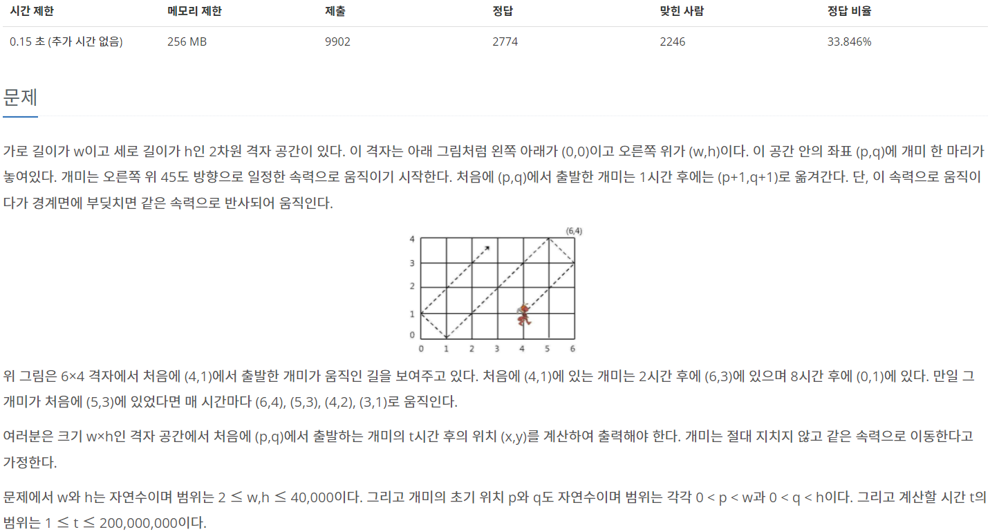 시간 제한 메모리 제한 제출 정답 맞힌 사람 정답 비율
0.15 초 (추가 시간 없음) 256 MB 9902 2774 2246 33.846%
문제
가로 길이가 w이고 세로 길이가 h인 2차원 격자 공간이 있다. 이 격자는 아래 그림처럼 왼쪽 아래가 (0,0)이고 오른쪽 위가 (w,h)이다. 이 공간 안의 좌표 (p,q)에 개미 한 마리가
놓여있다. 개미는 오른쪽 위 45도 방향으로 일정한 속력으로 움직이기 시작한다. 처음에 (p,q)에서 출발한 개미는 1시간 후에는 (p+1,q+1)로 옮겨간다. 단, 이 속력으로 움직이
다가 경계면에 부딪치면 같은 속력으로 반사되어 움직인다.
(6,4)
4
3
2
1
0
0 1 2 3 4 5 6
위 그림은 6×4 격자에서 처음에 (4,1)에서 출발한 개미가 움직인 길을 보여주고 있다. 처음에 (4,1)에 있는 개미는 2시간 후에 (6,3)에 있으며 8시간 후에 (0,1)에 있다. 만일 그
개미가 처음에 (5,3)에 있었다면 매 시간마다 (6,4), (5,3), (4,2), (3,1)로 움직인다.
여러분은 크기 w×h인 격자 공간에서 처음에 (p,q)에서 출발하는 개미의 t시간 후의 위치 (x,y)를 계산하여 출력해야 한다. 개미는 절대 지치지 않고 같은 속력으로 이동한다고
가정한다.
문제에서 w와 h는 자연수이며 범위는 2 ≤ w,h ≤ 40,000이다. 그리고 개미의 초기 위치 p와 q도 자연수이며 범위는 각각 0 < p < w과 0 < q < h이다. 그리고 계산할 시간 t의
범위는 1 ≤ t ≤ 200,000,000이다.